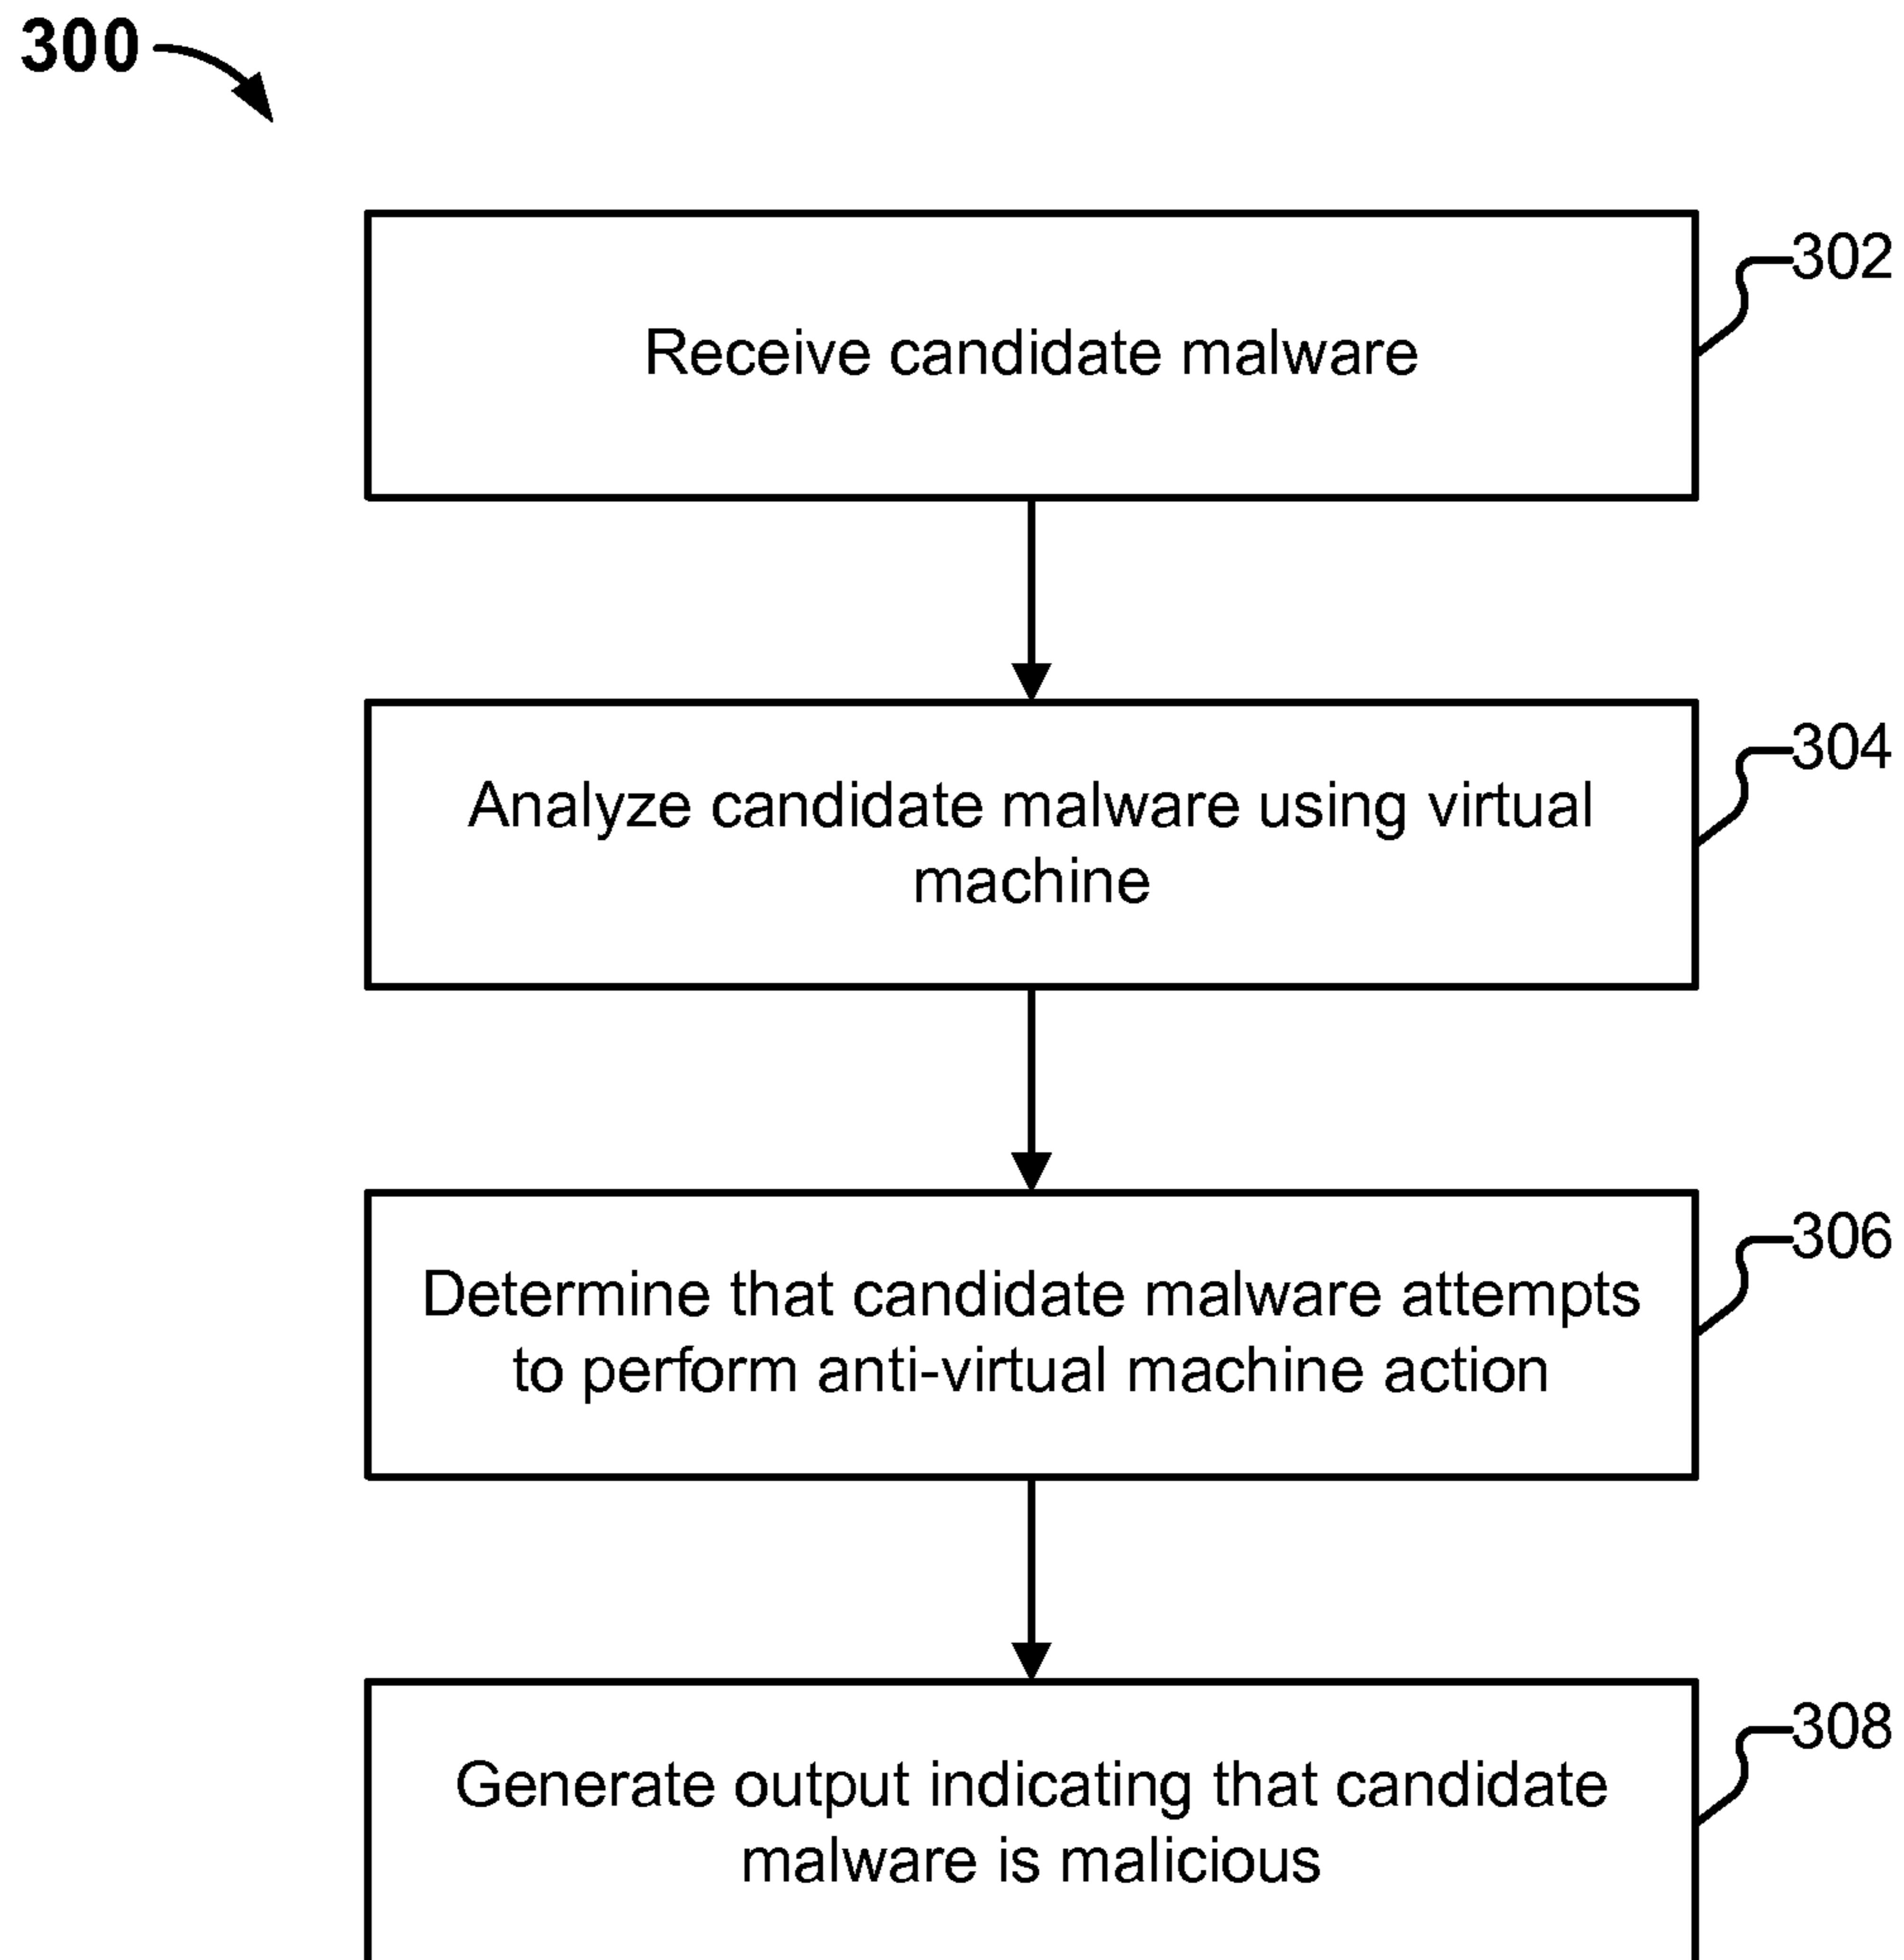 300
Receive candidate malware
302
Analyze candidate malware using virtual
machine
304
Determine that candidate malware attempts
to perform anti-virtual machine action
306
Generate output indicating that candidate
malware is malicious
308